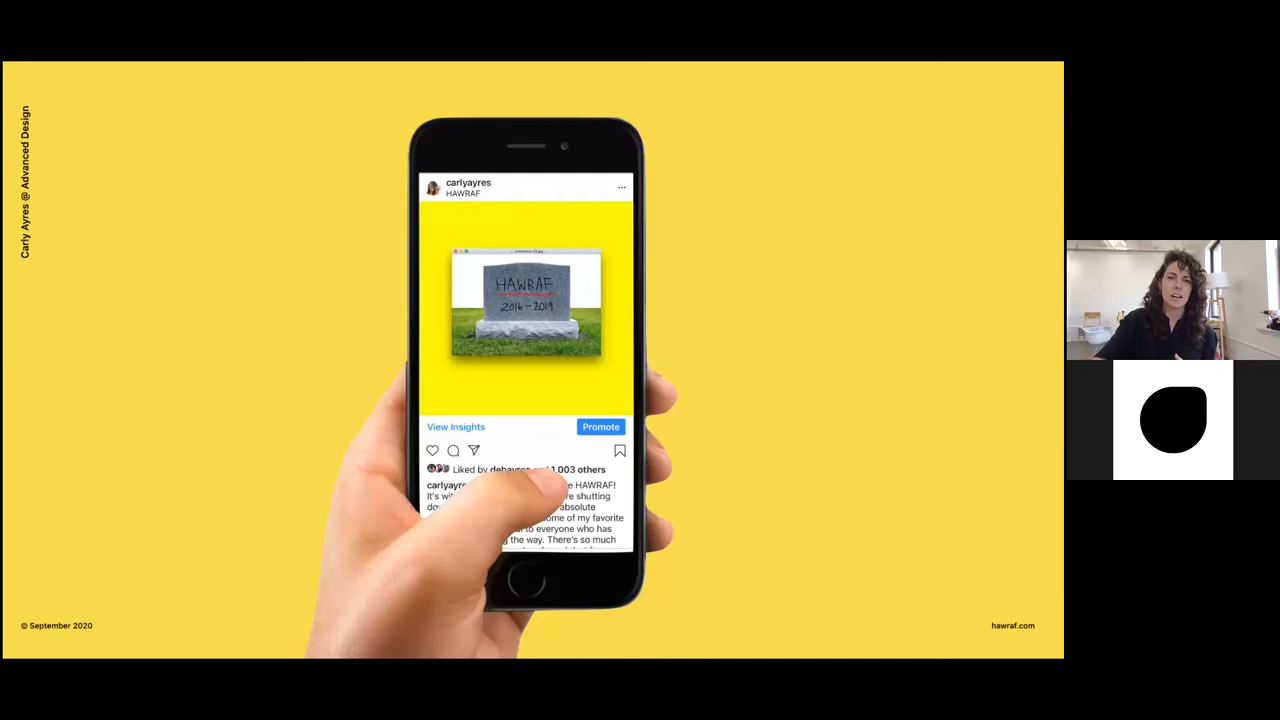 Carly Ayres @ Advanced Design
carlyayres
HAWRAF
HAWRAF
2016-2019
View Insights
Promote
Liked by 1,003 others
HAWRAF!
It's shutting
absolute
some of my favorite
to everyone who has
the way. There's so much
© September 2020
hawraf.com